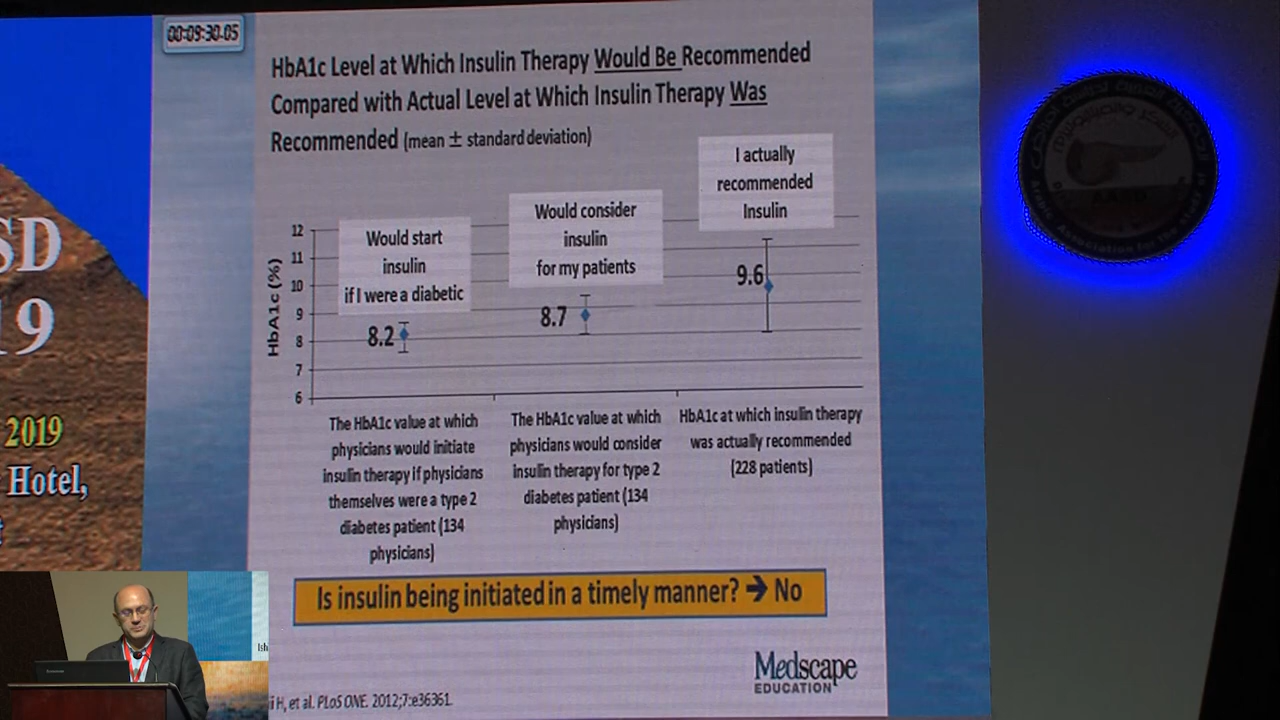 00:09:30.05
HbA1c Level at Which Insulin Therapy Would Be Recommended
Compared with Actual Level at Which Insulin Therapy Was
Recommended (mean ± standard deviation)
I actually
recommended
Insulin
Would consider
insulin
for my patients
Would start
insulin
if I were a diabetic
HbA1c (%)
12
11
10
9
8
7
6
8.2
8.7
9.6
The HbA1c value at which
physicians would initiate
insulin therapy if physicians
themselves were a type 2
diabetes patient (134
physicians)
The HbA1c value at which
physicians would consider
insulin therapy for type 2
diabetes patient (134
physicians)
HbA1c at which insulin therapy
was actually recommended
(228 patients)
Is insulin being initiated in a timely manner? → No
Medscape
EDUCATION
i H, et al. PLoS ONE. 2012;7:e36361.
SD
19
2019
Hotel,
Ish